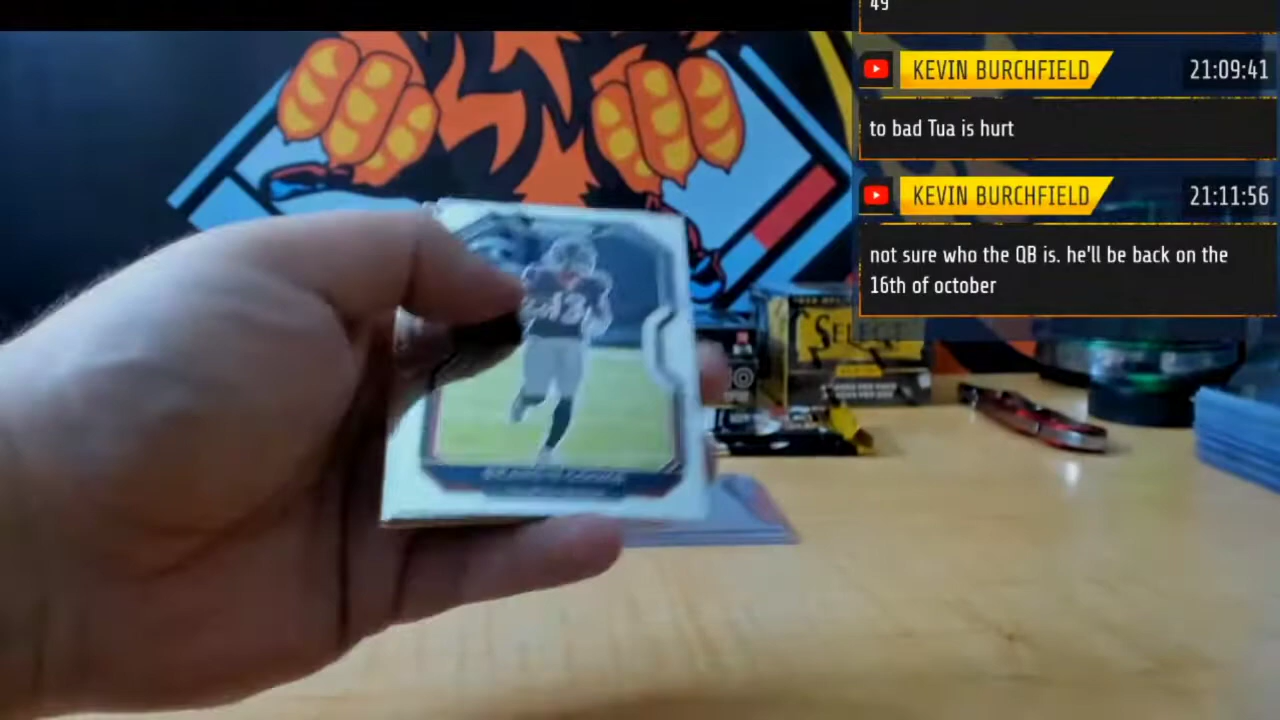 49
KEVIN BURCHFIELD 21:09:41
to bad Tua is hurt
KEVIN BURCHFIELD 21:11:56
not sure who the QB is. he'll be back on the
16th of october
SELECT